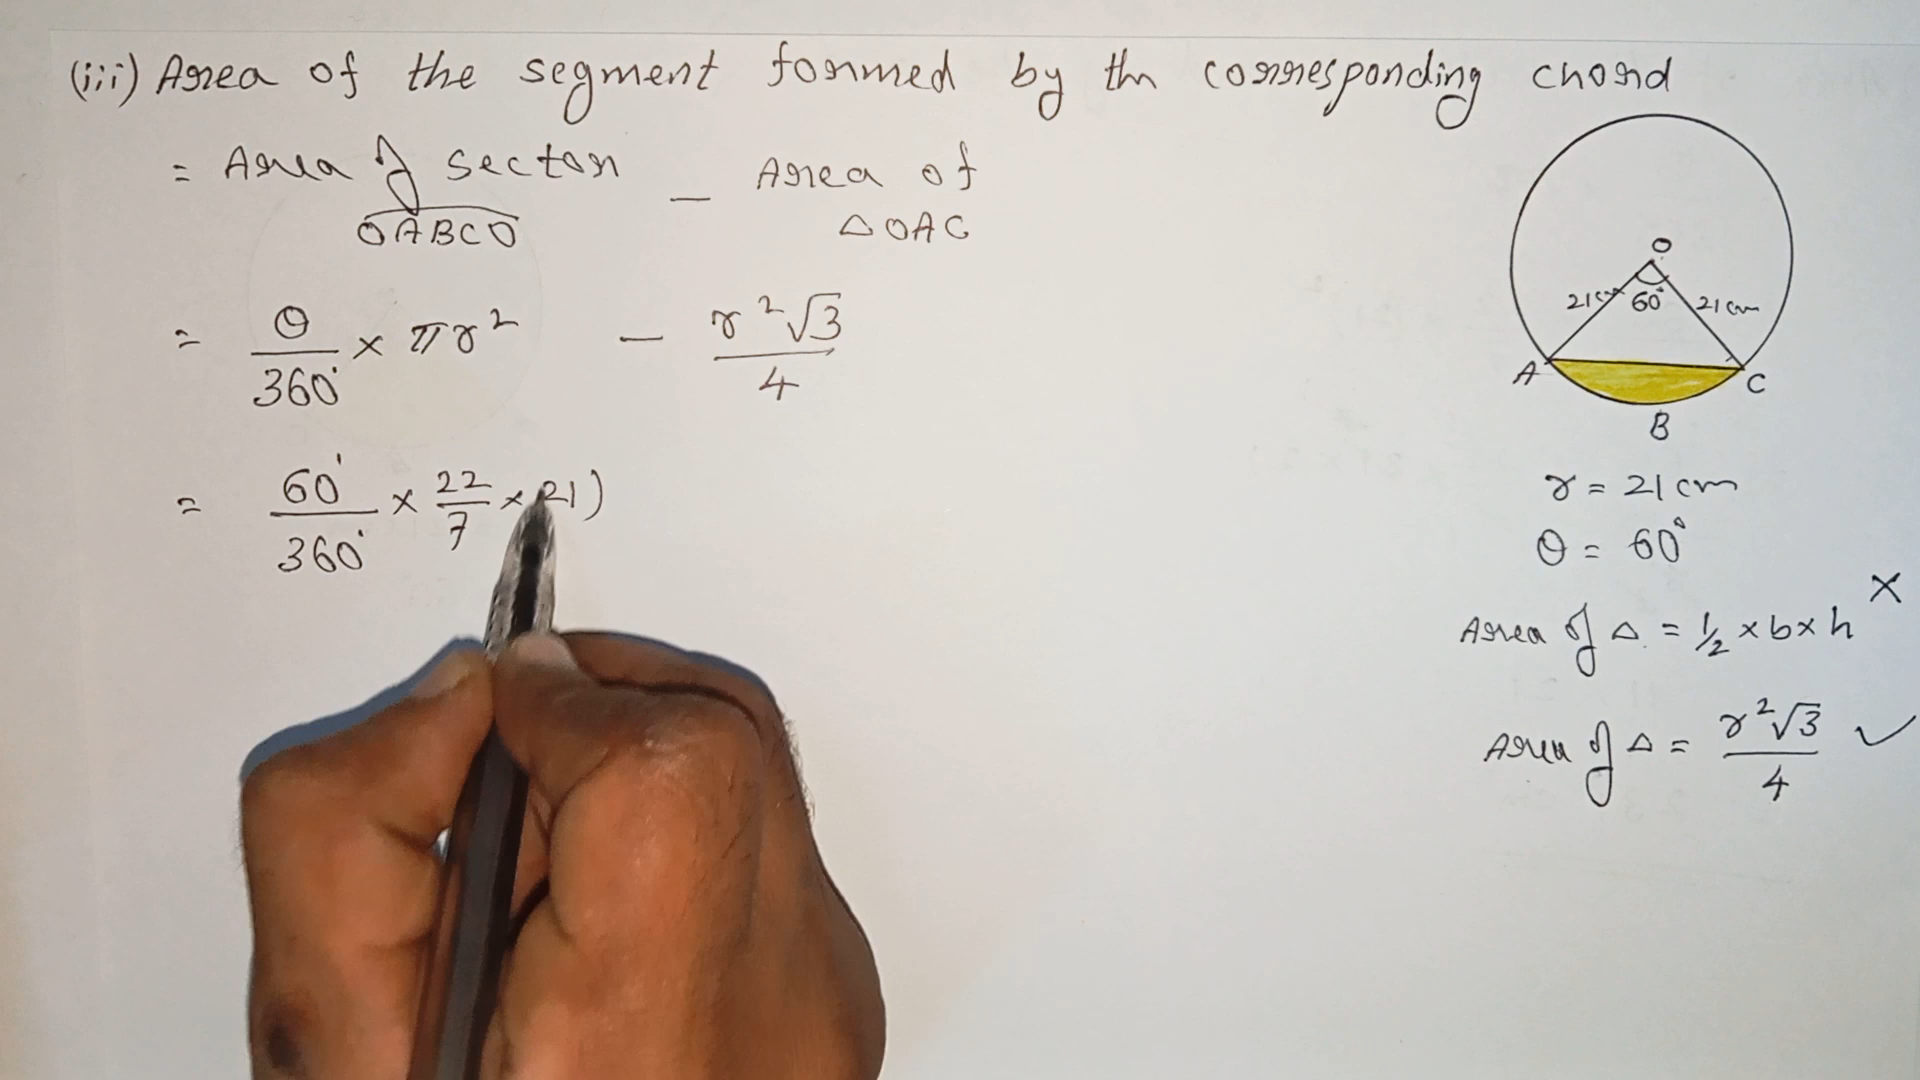 (iii) Area of the segment formed by th corresponding chord
= Area of sector OABCO − Area of △OAC
= θ/360° × πr² − r²√3/4
= 60°/360° × 22/7 × 21)
O
21cm 60° 21cm
A C
B
r = 21cm
θ = 60°
Area of △ = 1/2 × b × h ×
Area of △ = r²√3/4 ✓